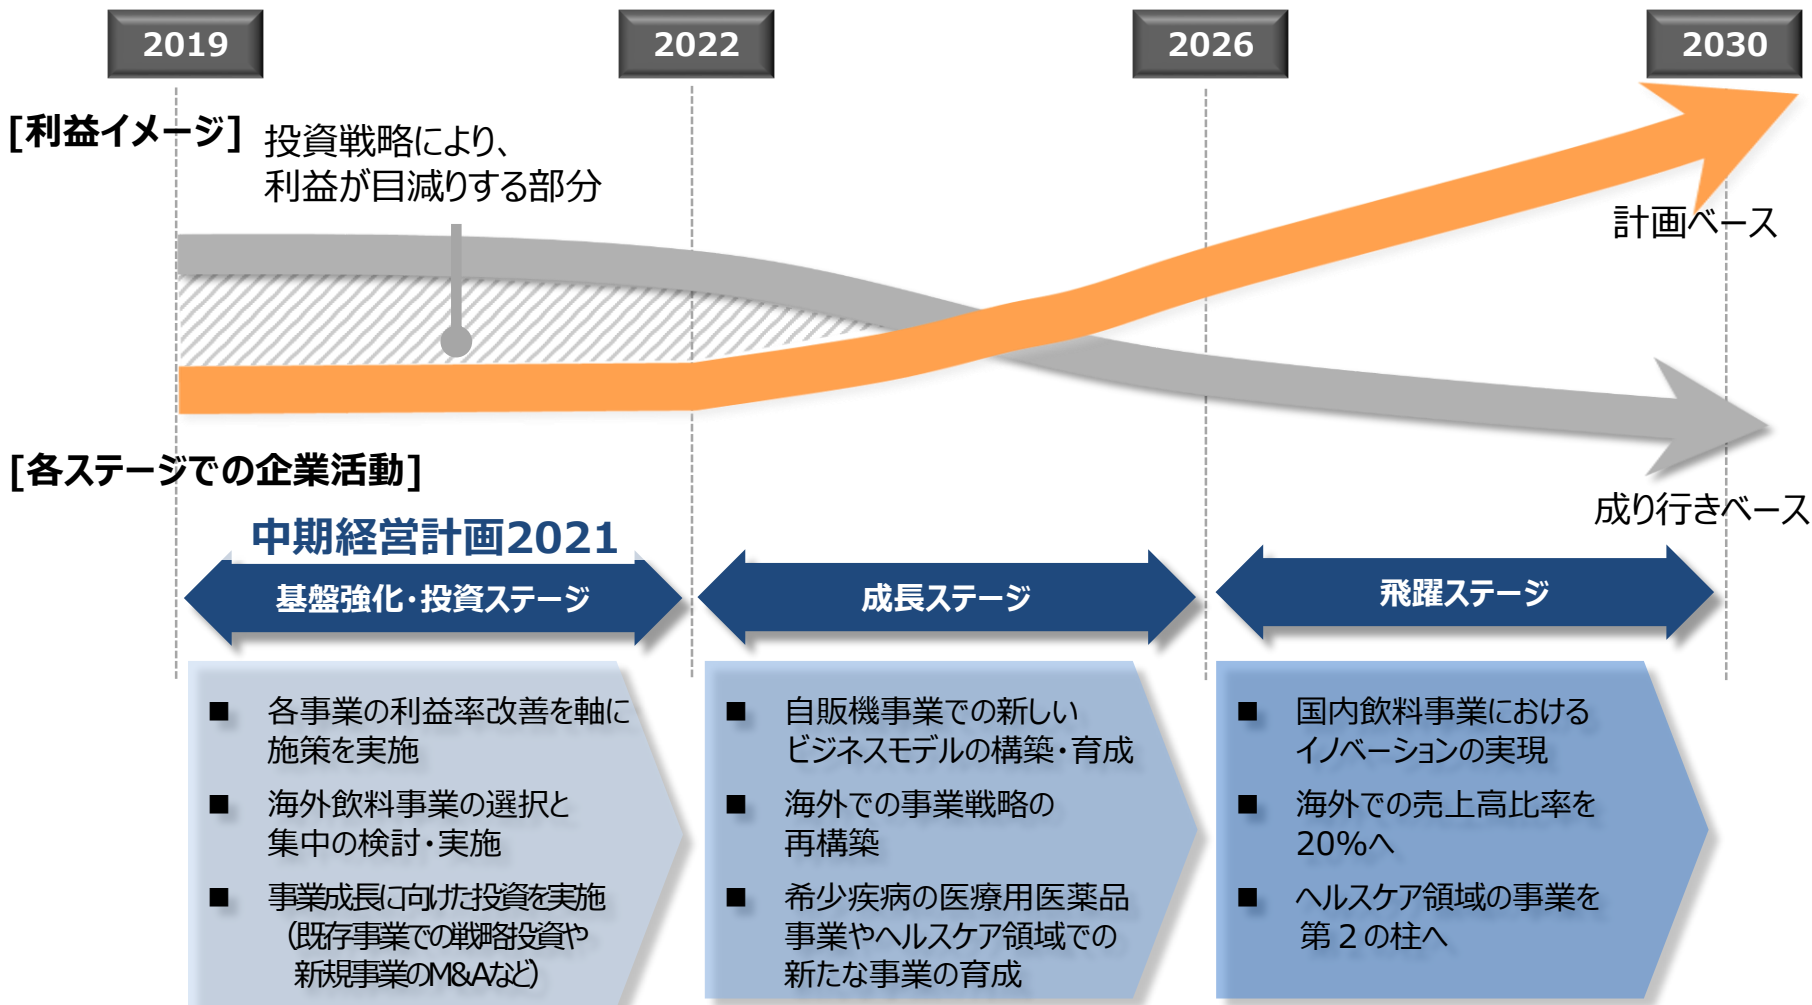 2019
2022
2026
2030
[利益イメージ]
投資戦略により、
利益が目減りする部分
計画ベース
成り行きベース
[各ステージでの企業活動]
中期経営計画2021
基盤強化・投資ステージ
成長ステージ
飛躍ステージ
■ 各事業の利益率改善を軸に
施策を実施
■ 海外飲料事業の選択と
集中の検討・実施
■ 事業成長に向けた投資を実施
（既存事業での戦略投資や
新規事業のM&Aなど）
■ 自販機事業での新しい
ビジネスモデルの構築・育成
■ 海外での事業戦略の
再構築
■ 希少疾病の医療用医薬品
事業やヘルスケア領域での
新たな事業の育成
■ 国内飲料事業における
イノベーションの実現
■ 海外での売上高比率を
20%へ
■ ヘルスケア領域の事業を
第２の柱へ